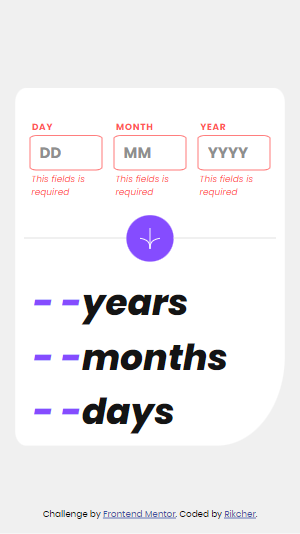 DAY MONTH YEAR
DD MM YYYY
This fields is This fields is This fields is
required required required
- - years
- - months
- - days
Challenge by Frontend Mentor. Coded by Rikcher.